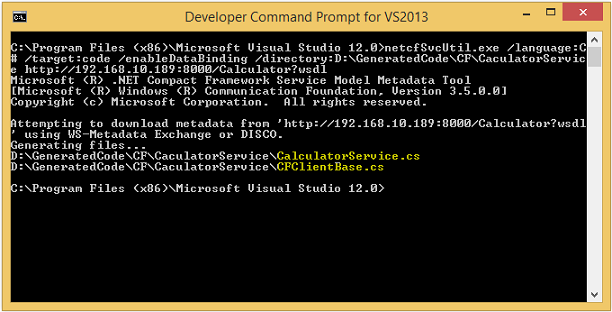 Developer Command Prompt for VS2013
C:\Program Files (x86)\Microsoft Visual Studio 12.0>netcfSvcUtil.exe /language:C
# /target:code /enableDataBinding /directory:D:\GeneratedCode\CF\CaculatorServic
e http://192.168.10.189:8000/Calculator?wsdl
Microsoft (R) .NET Compact Framework Service Model Metadata Tool
[Microsoft (R) Windows (R) Communication Foundation, Version 3.5.0.0]
Copyright (c) Microsoft Corporation.  All rights reserved.
Attempting to download metadata from 'http://192.168.10.189:8000/Calculator?wsdl
' using WS-Metadata Exchange or DISCO.
Generating files...
D:\GeneratedCode\CF\CaculatorService\CalculatorService.cs
D:\GeneratedCode\CF\CaculatorService\CFClientBase.cs
C:\Program Files (x86)\Microsoft Visual Studio 12.0>